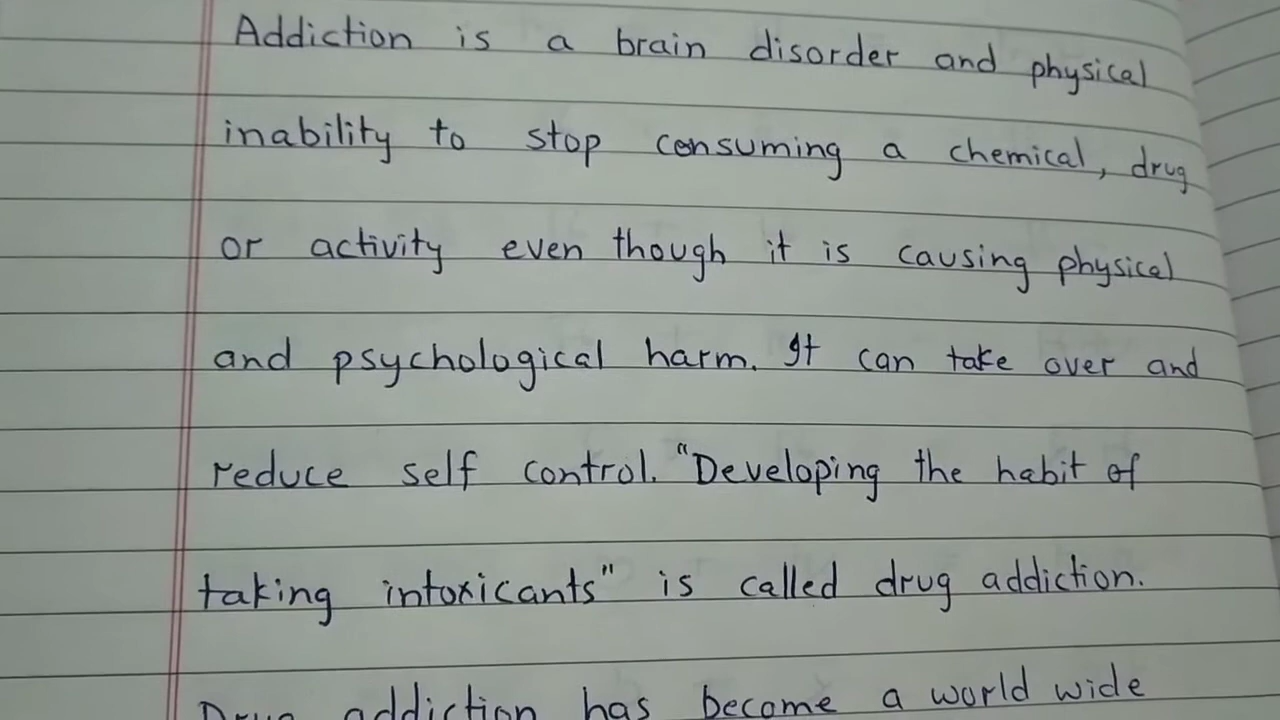 Addiction is a brain disorder and physical
inability to stop consuming a chemical, drug
or activity even though it is causing physical
and psychological harm. It can take over and
reduce self control. "Developing the habit of
taking intoxicants" is called drug addiction.
Drug addiction has become a world wide